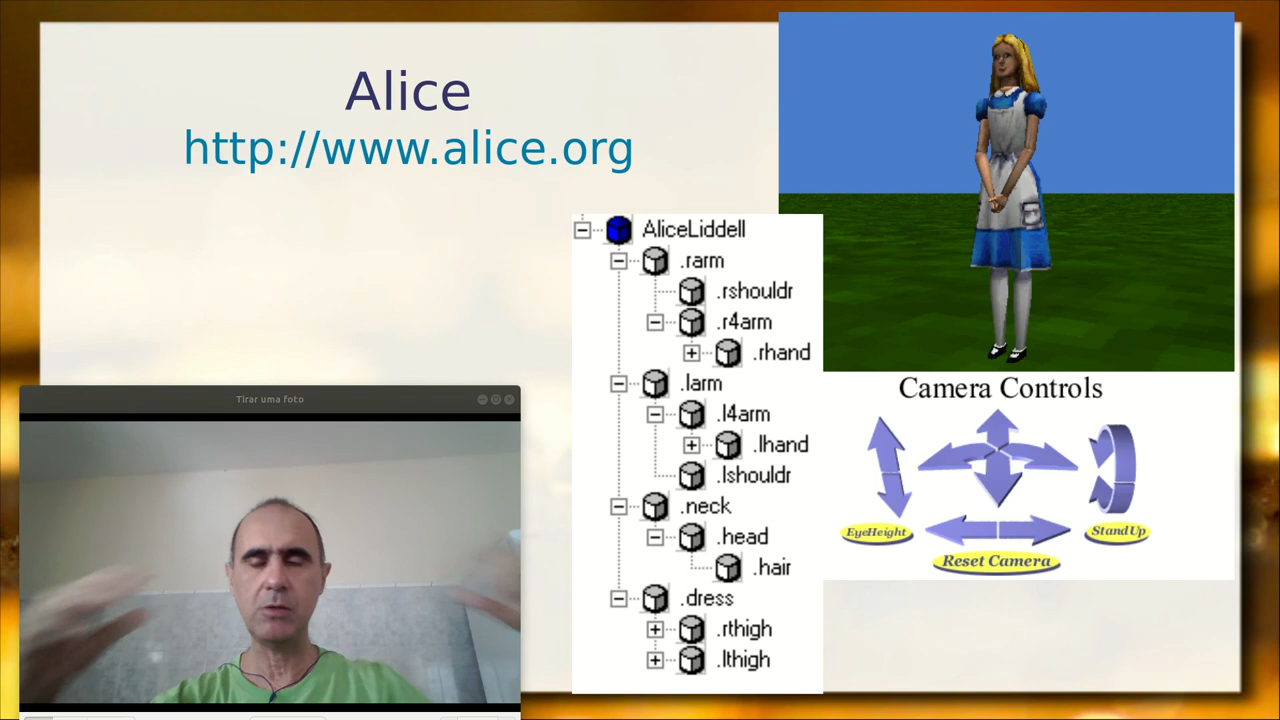 Alice
http://www.alice.org
AliceLiddell
.rarm
.rshouldr
.r4arm
.rhand
.larm
.l4arm
.lhand
.lshouldr
.neck
.head
.hair
.dress
.rthigh
.lthigh
Camera Controls
EyeHeight
StandUp
Reset Camera
Tirar uma foto